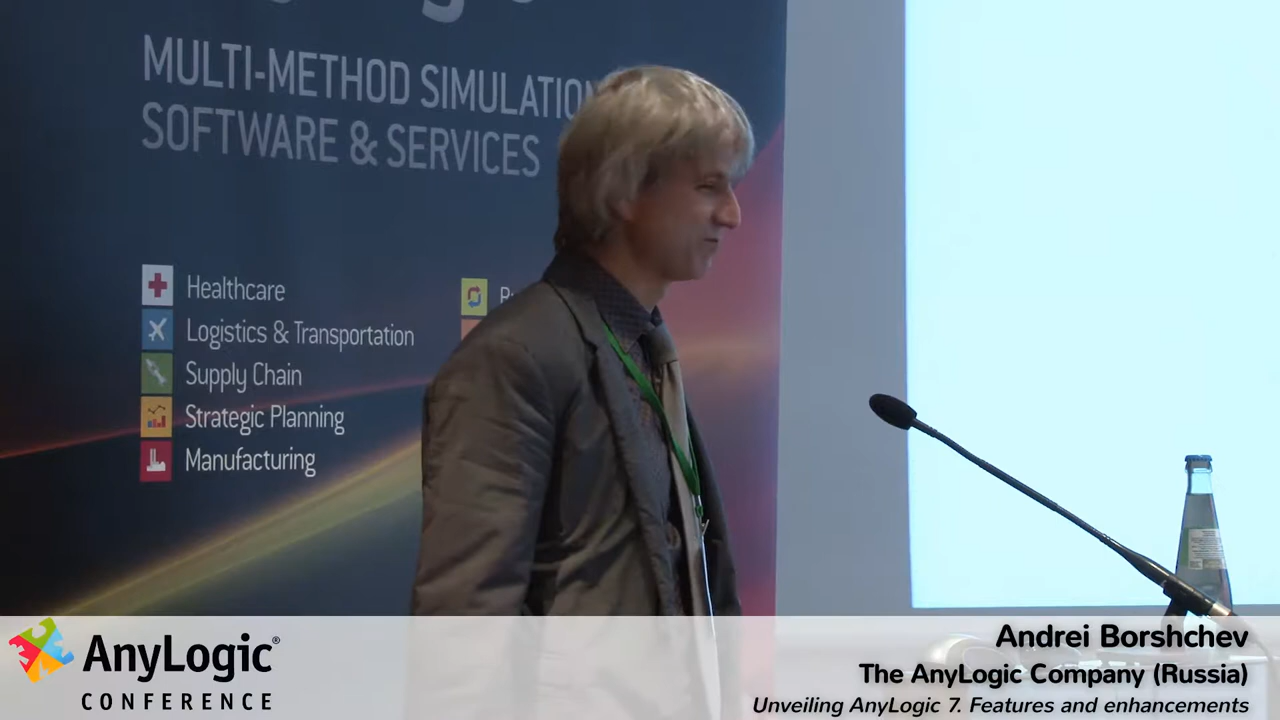 MULTI-METHOD SIMULATION
SOFTWARE & SERVICES
Healthcare
Logistics & Transportation
Supply Chain
Strategic Planning
Manufacturing
AnyLogic®
CONFERENCE
Andrei Borshchev
The AnyLogic Company (Russia)
Unveiling AnyLogic 7. Features and enhancements